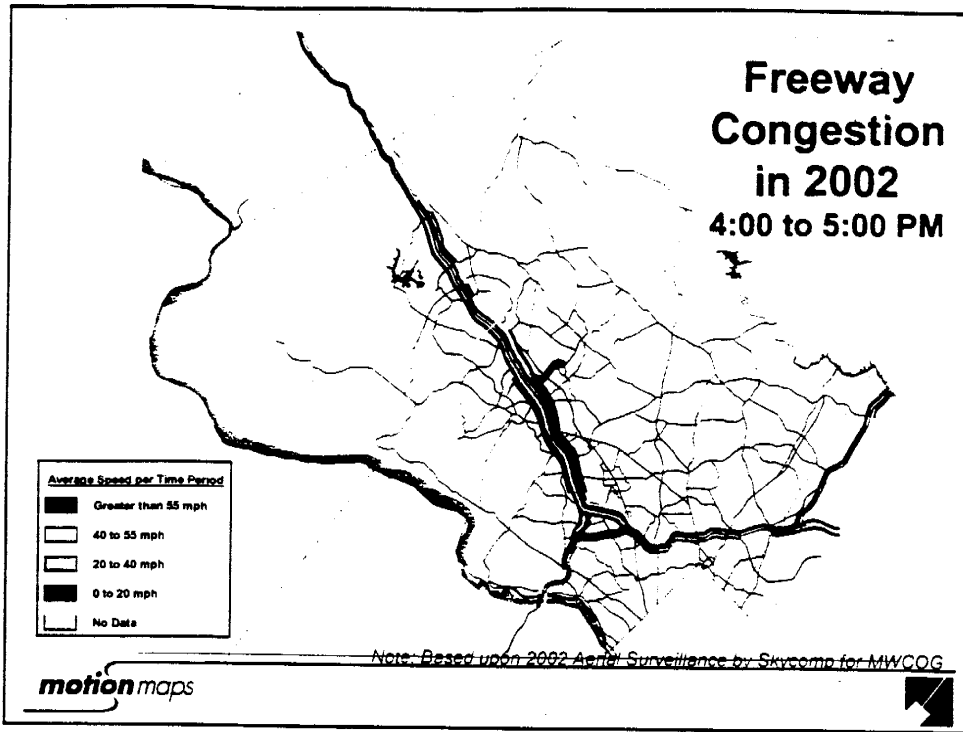 Freeway
Congestion
in 2002
4:00 to 5:00 PM
Average Speed per Time Period
Greater than 55 mph
40 to 55 mph
20 to 40 mph
0 to 20 mph
No Data
Note: Based upon 2002 Aerial Surveillance by Skycomp for MWCOG
motion maps